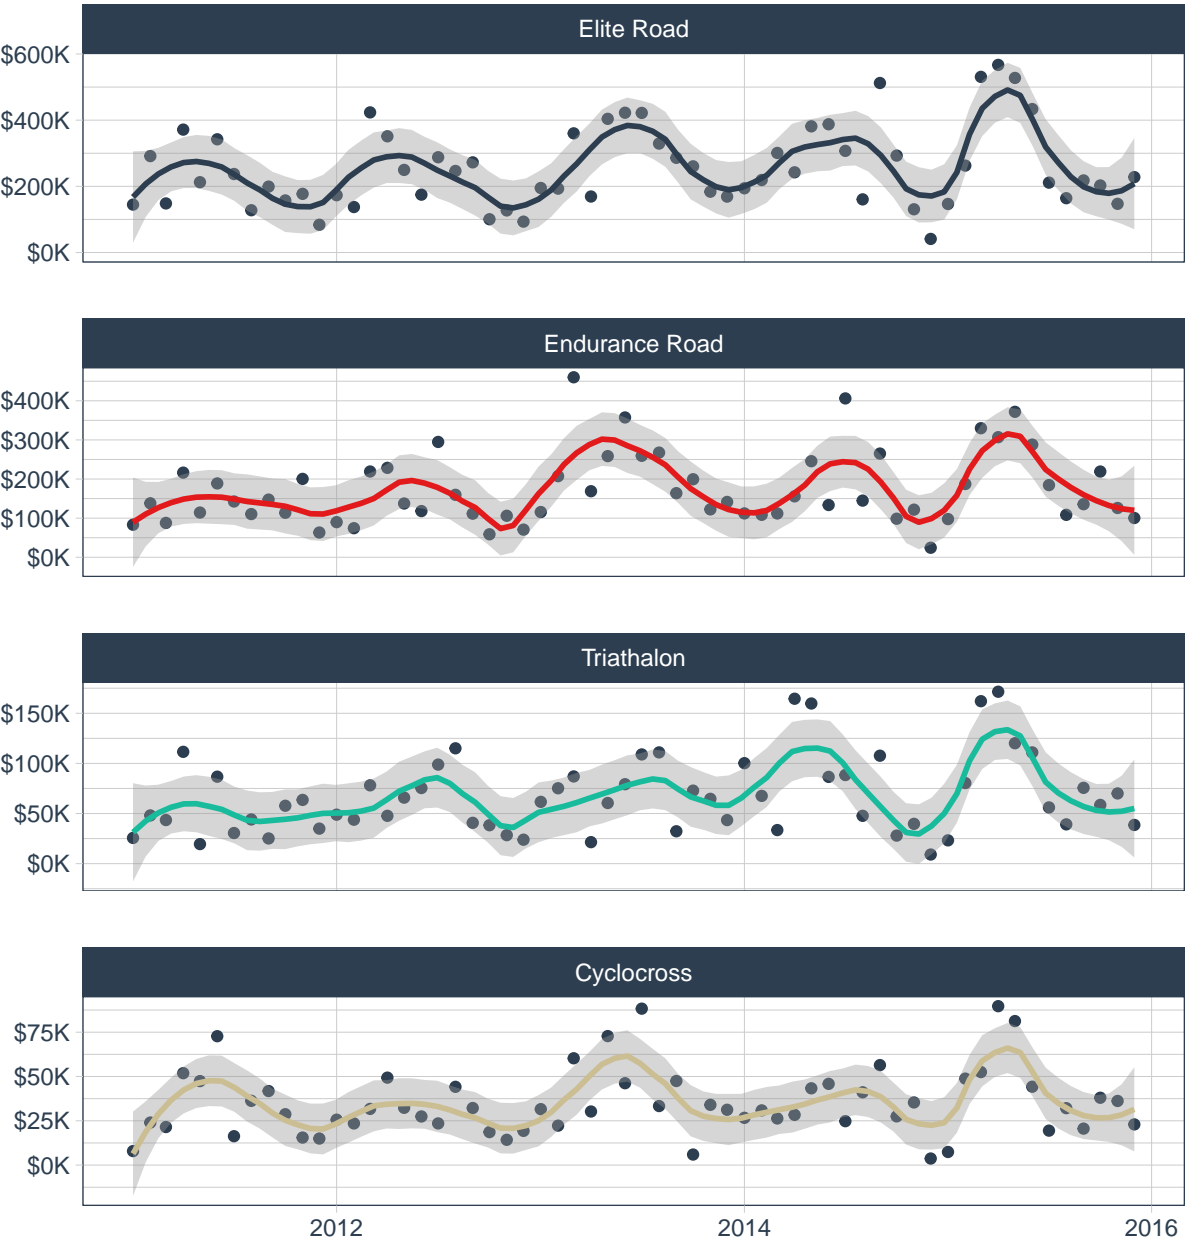 Elite Road
$600K
$400K
$200K
$0K
Endurance Road
$400K
$300K
$200K
$100K
$0K
Triathalon
$150K
$100K
$50K
$0K
Cyclocross
$75K
$50K
$25K
$0K
2012 2014 2016